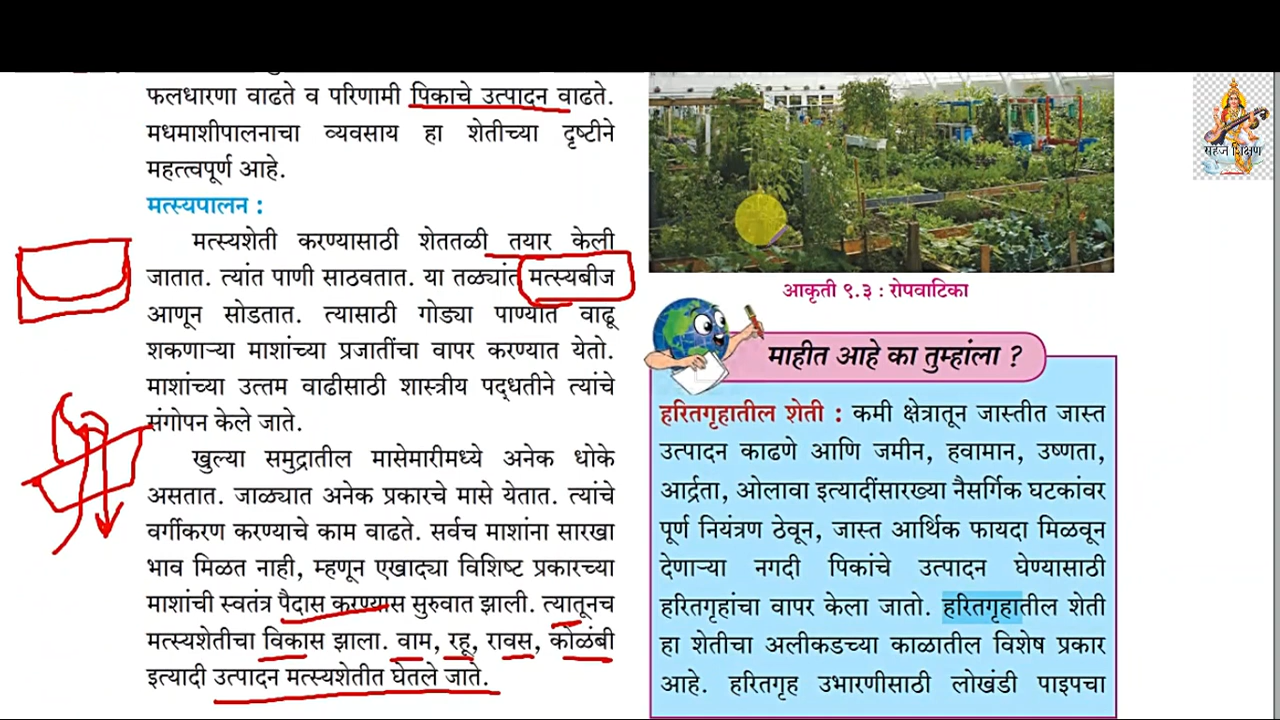 फलधारणा वाढते व परिणामी पिकाचे उत्पादन वाढते.
मधमाशीपालनाचा व्यवसाय हा शेतीच्या दृष्टीने
महत्त्वपूर्ण आहे.
मत्स्यपालन :
मत्स्यशेती करण्यासाठी शेततळी तयार केली
जातात. त्यांत पाणी साठवतात. या तळ्यांत मत्स्यबीज
आणून सोडतात. त्यासाठी गोड्या पाण्यात वाढू
शकणाऱ्या माशांच्या प्रजातींचा वापर करण्यात येतो.
माशांच्या उत्तम वाढीसाठी शास्त्रीय पद्धतीने त्यांचे
संगोपन केले जाते.
खुल्या समुद्रातील मासेमारीमध्ये अनेक धोके
असतात. जाळ्यात अनेक प्रकारचे मासे येतात. त्यांचे
वर्गीकरण करण्याचे काम वाढते. सर्वच माशांना सारखा
भाव मिळत नाही, म्हणून एखाद्या विशिष्ट प्रकारच्या
माशांची स्वतंत्र पैदास करण्यास सुरुवात झाली. त्यातूनच
मत्स्यशेतीचा विकास झाला. वाम, रहू, रावस, कोळंबी
इत्यादी उत्पादन मत्स्यशेतीत घेतले जाते.
सहज शिक्षण
आकृती ९.३ : रोपवाटिका
माहीत आहे का तुम्हांला ?
हरितगृहातील शेती : कमी क्षेत्रातून जास्तीत जास्त
उत्पादन काढणे आणि जमीन, हवामान, उष्णता,
आर्द्रता, ओलावा इत्यादींसारख्या नैसर्गिक घटकांवर
पूर्ण नियंत्रण ठेवून, जास्त आर्थिक फायदा मिळवून
देणाऱ्या नगदी पिकांचे उत्पादन घेण्यासाठी
हरितगृहांचा वापर केला जातो. हरितगृहातील शेती
हा शेतीचा अलीकडच्या काळातील विशेष प्रकार
आहे. हरितगृह उभारणीसाठी लोखंडी पाइपचा